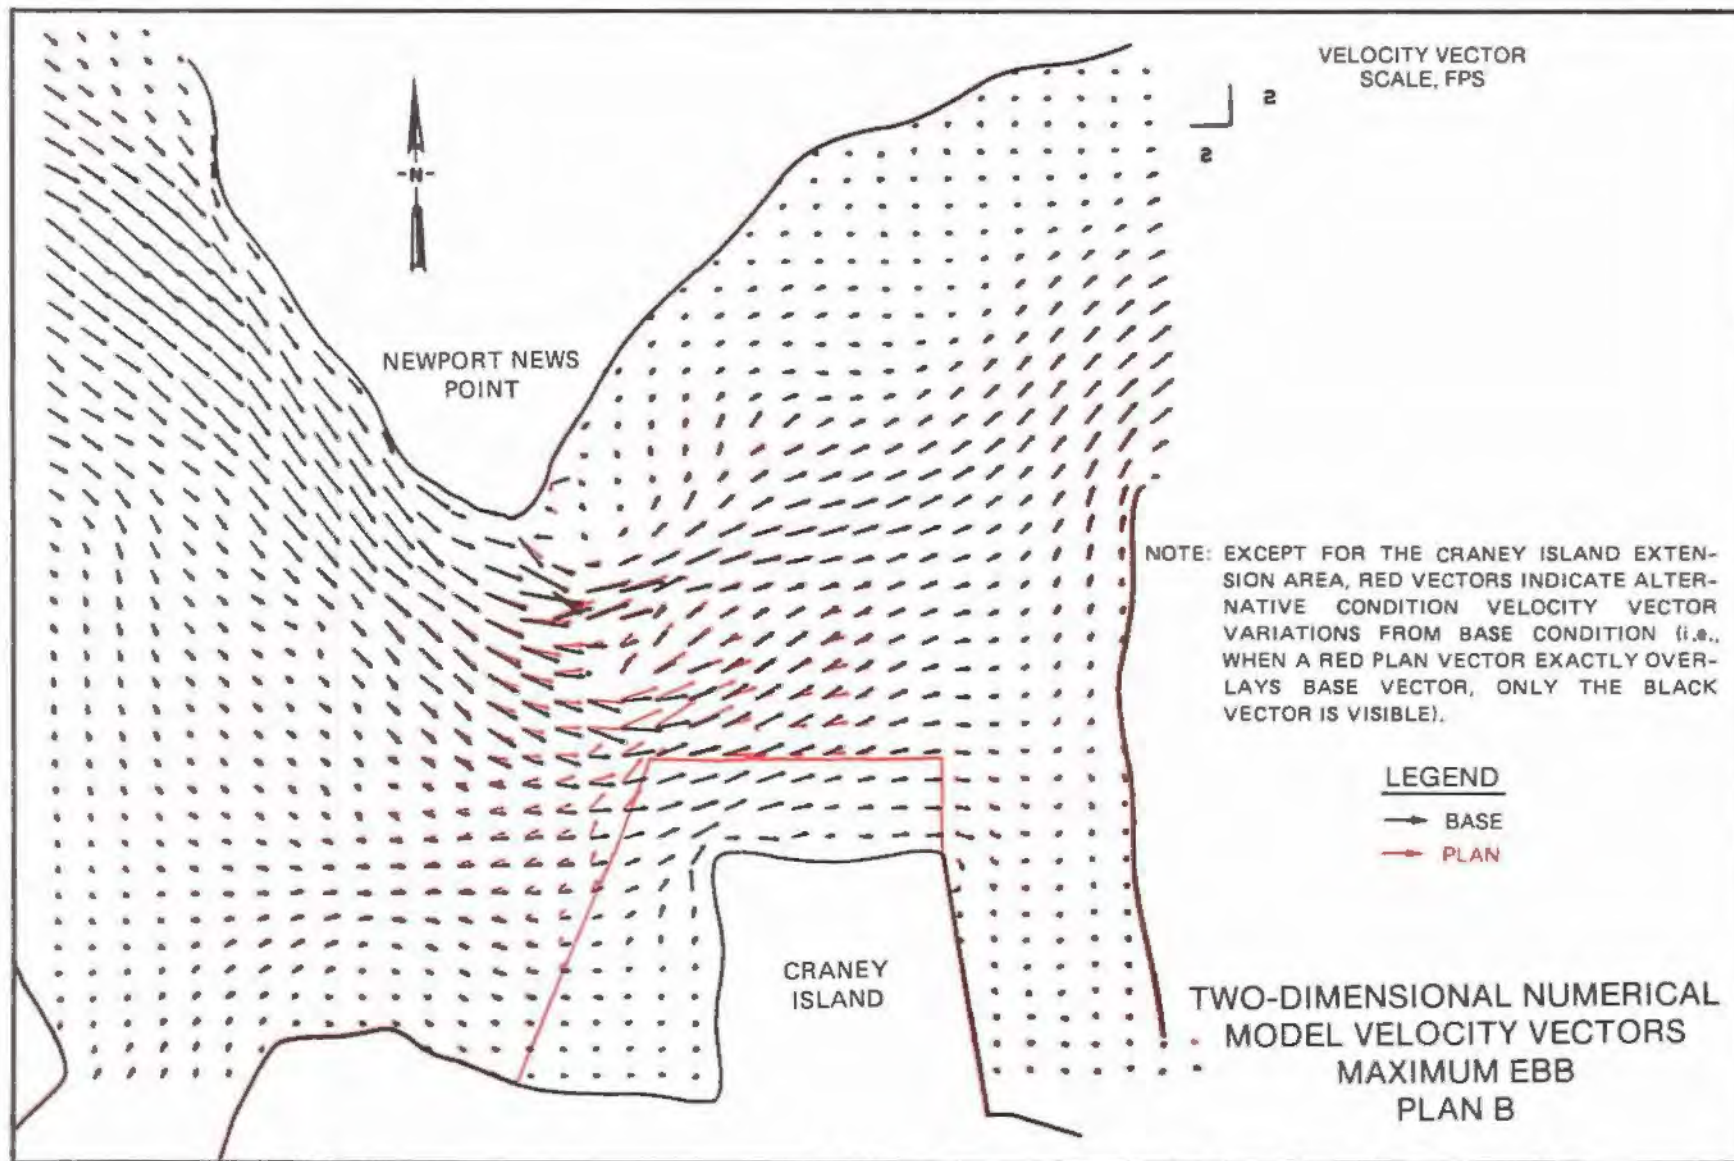 VELOCITY VECTOR
SCALE, FPS
2
2
-N-
NEWPORT NEWS
POINT
NOTE: EXCEPT FOR THE CRANEY ISLAND EXTEN-
SION AREA, RED VECTORS INDICATE ALTER-
NATIVE CONDITION VELOCITY VECTOR
VARIATIONS FROM BASE CONDITION (i.e.,
WHEN A RED PLAN VECTOR EXACTLY OVER-
LAYS BASE VECTOR, ONLY THE BLACK
VECTOR IS VISIBLE).
LEGEND
BASE
PLAN
CRANEY
ISLAND
TWO-DIMENSIONAL NUMERICAL
MODEL VELOCITY VECTORS
MAXIMUM EBB
PLAN B